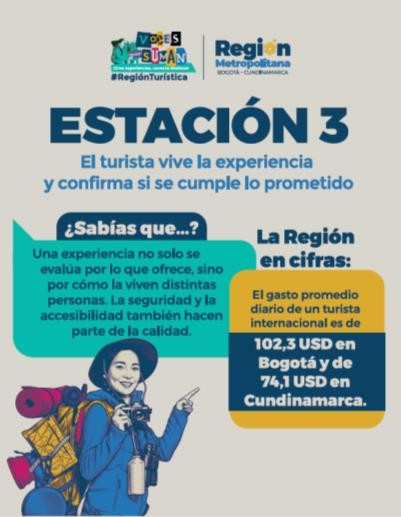 VOCES
SUMAN
#RegiónTurística
Región
Metropolitana
BOGOTÁ - CUNDINAMARCA
ESTACIÓN 3
El turista vive la experiencia
y confirma si se cumple lo prometido
¿Sabías que...?
Una experiencia no solo se
evalúa por lo que ofrece, sino
por cómo la viven distintas
personas. La seguridad y la
accesibilidad también hacen
parte de la calidad.
La Región
en cifras:
El gasto promedio
diario de un turista
internacional es de
102,3 USD en
Bogotá y de
74,1 USD en
Cundinamarca.